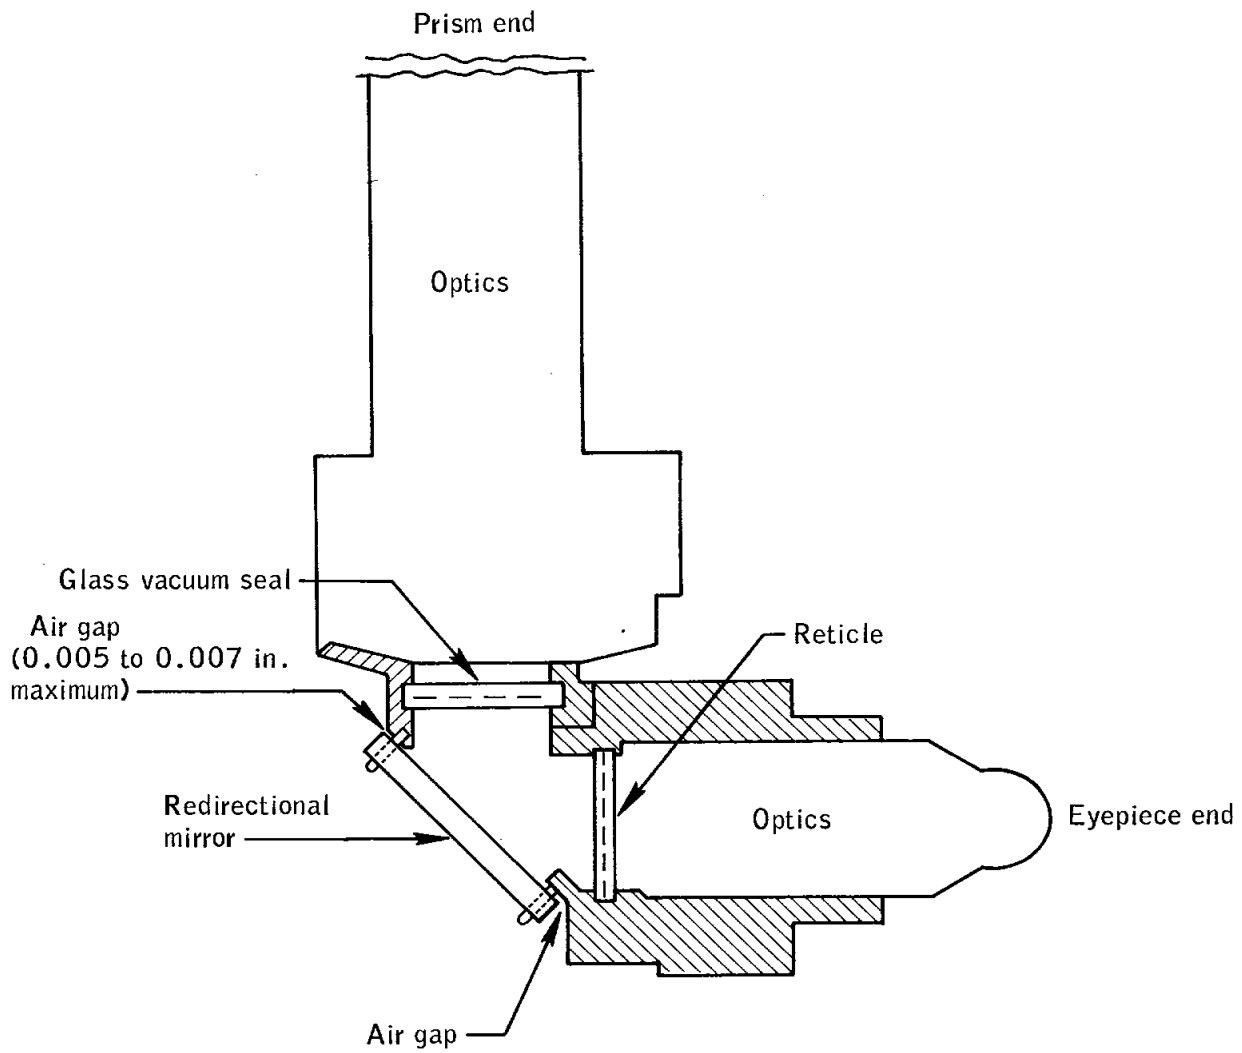 Prism end
Optics
Glass vacuum seal
Air gap
(0.005 to 0.007 in.
maximum)
Reticle
Redirectional
mirror
Optics
Eyepiece end
Air gap